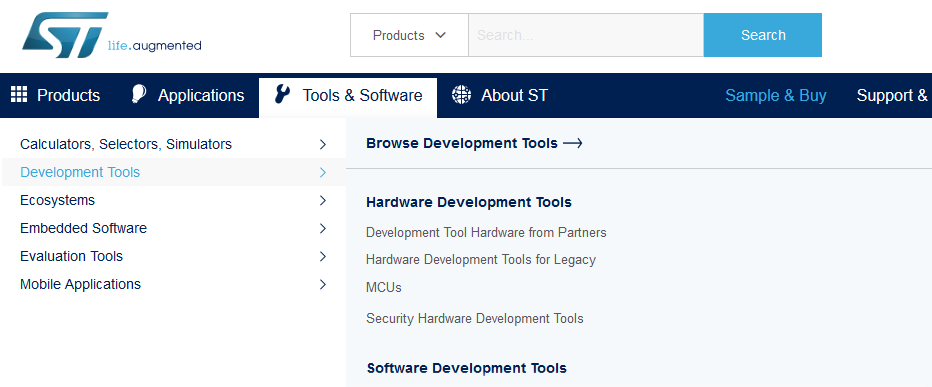 ST life.augmented
Products
Search...
Search
Products
Applications
Tools & Software
About ST
Sample & Buy
Support &
Calculators, Selectors, Simulators
Development Tools
Ecosystems
Embedded Software
Evaluation Tools
Mobile Applications
Browse Development Tools
Hardware Development Tools
Development Tool Hardware from Partners
Hardware Development Tools for Legacy
MCUs
Security Hardware Development Tools
Software Development Tools